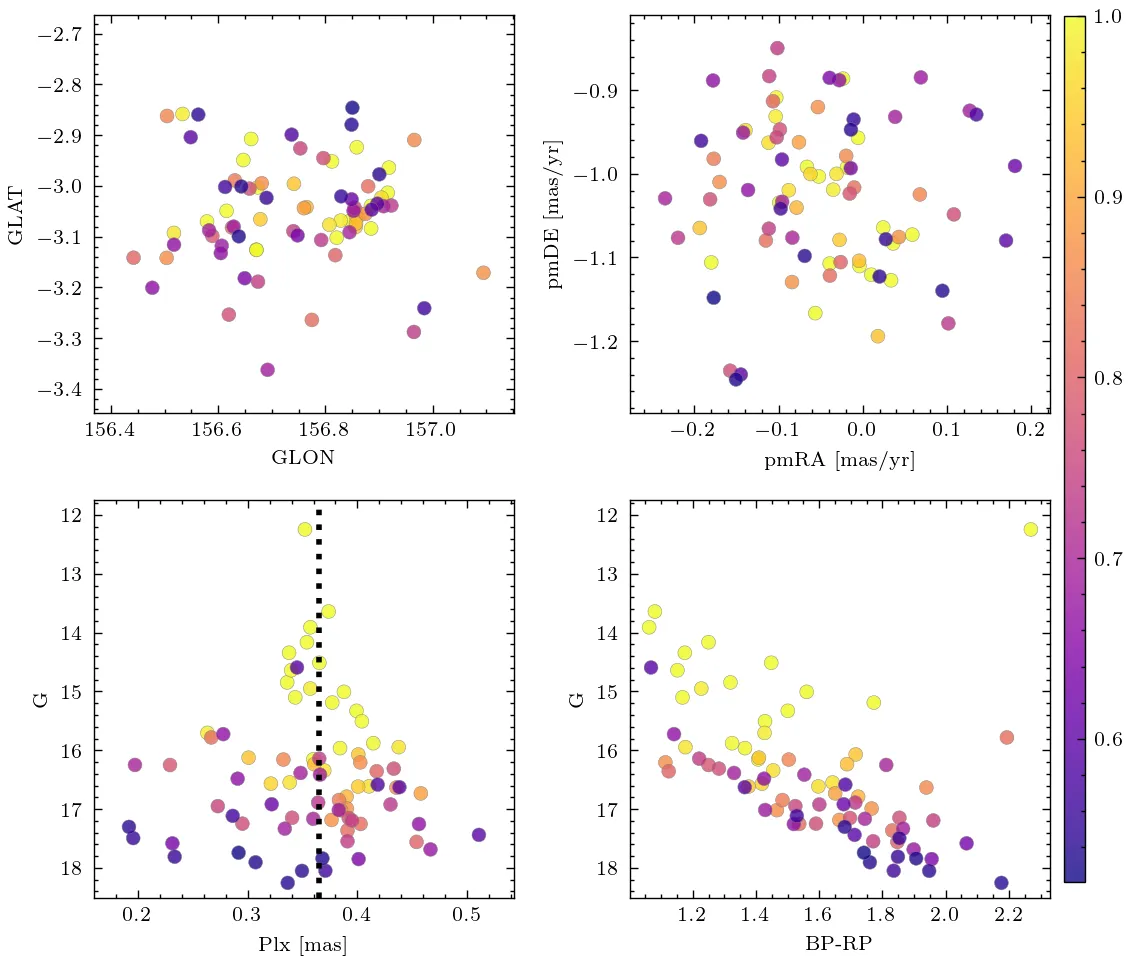 −2.7
−2.8
−2.9
−3.0
−3.1
−3.2
−3.3
−3.4
GLAT
156.4 156.6 156.8 157.0
GLON
−0.9
−1.0
−1.1
−1.2
pmDE [mas/yr]
−0.2 −0.1 0.0 0.1 0.2
pmRA [mas/yr]
1.0
0.9
0.8
0.7
0.6
12
13
14
15
16
17
18
G
0.2 0.3 0.4 0.5
Plx [mas]
12
13
14
15
16
17
18
G
1.2 1.4 1.6 1.8 2.0 2.2
BP-RP